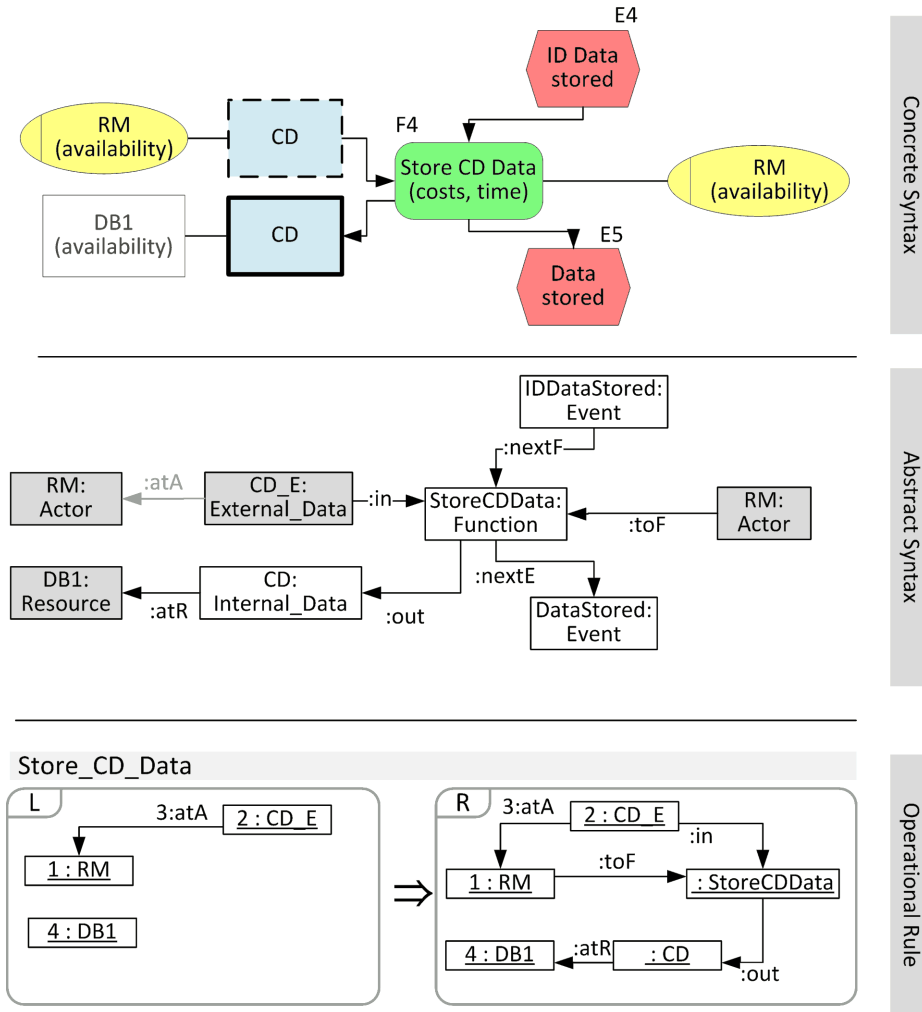 E4
ID Data
stored
RM
(availability)
CD
F4
Store CD Data
(costs, time)
RM
(availability)
DB1
(availability)
CD
E5
Data
stored
Concrete Syntax
IDDataStored:
Event
:nextF
RM:
Actor
:atA
CD_E:
External_Data
:in
StoreCDData:
Function
:toF
RM:
Actor
DB1:
Resource
:atR
CD:
Internal_Data
:out
:nextE
DataStored:
Event
Abstract Syntax
Store_CD_Data
L
3:atA
2 : CD_E
1 : RM
4 : DB1
⇒
R
3:atA
2 : CD_E
:in
1 : RM
:toF
: StoreCDData
4 : DB1
:atR
: CD
:out
Operational Rule